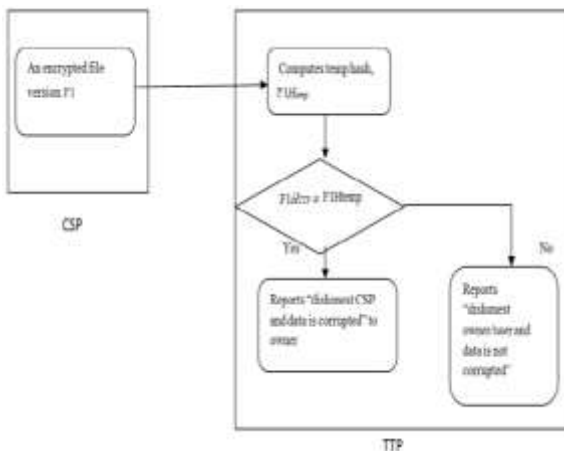 An encrypted file
version F1
Computes temp hash,
CSP
Yes
No
Reports "dishonest CSP
and data is corrupted" to
owner
Reports
"dishonest
owner/user and
data is not
corrupted"
TTP